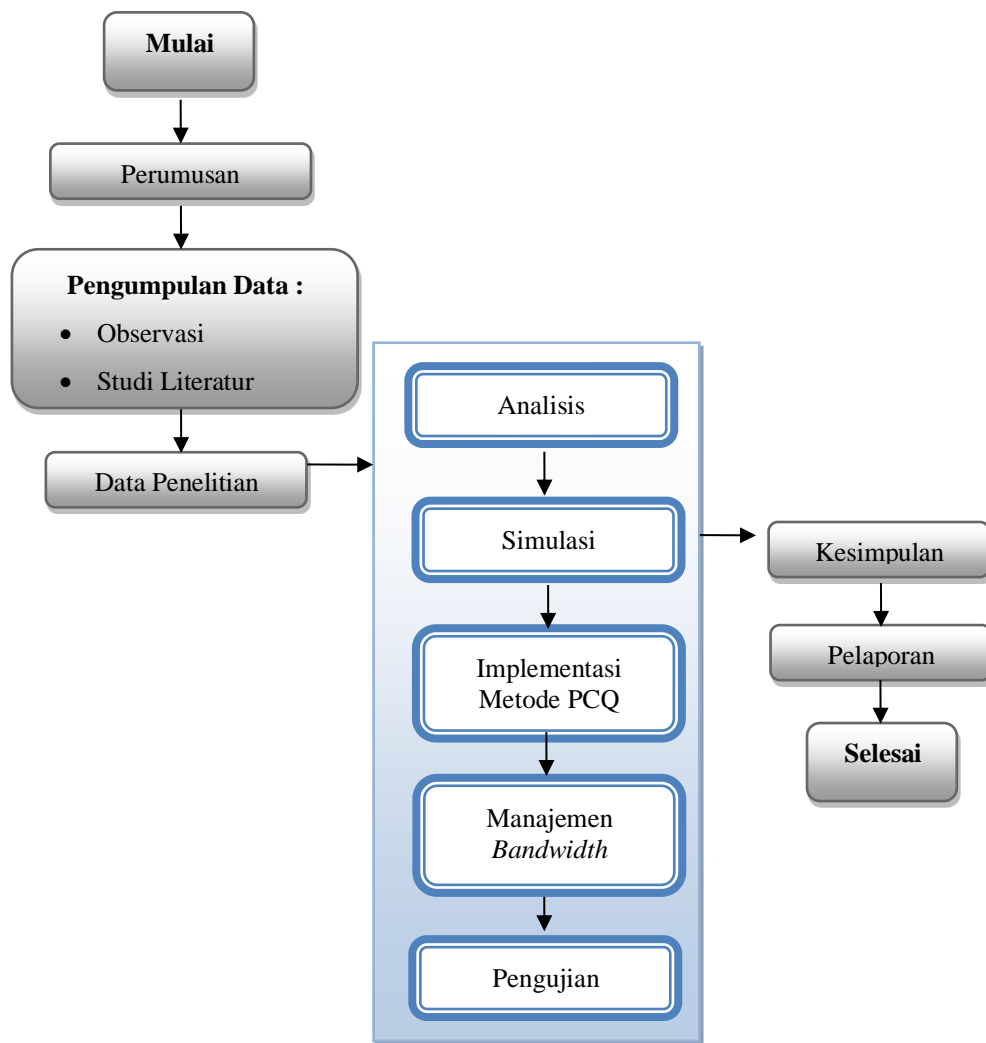 Mulai
Perumusan
Pengumpulan Data :
• Observasi
• Studi Literatur
Data Penelitian
Analisis
Simulasi
Implementasi
Metode PCQ
Manajemen
Bandwidth
Pengujian
Kesimpulan
Pelaporan
Selesai